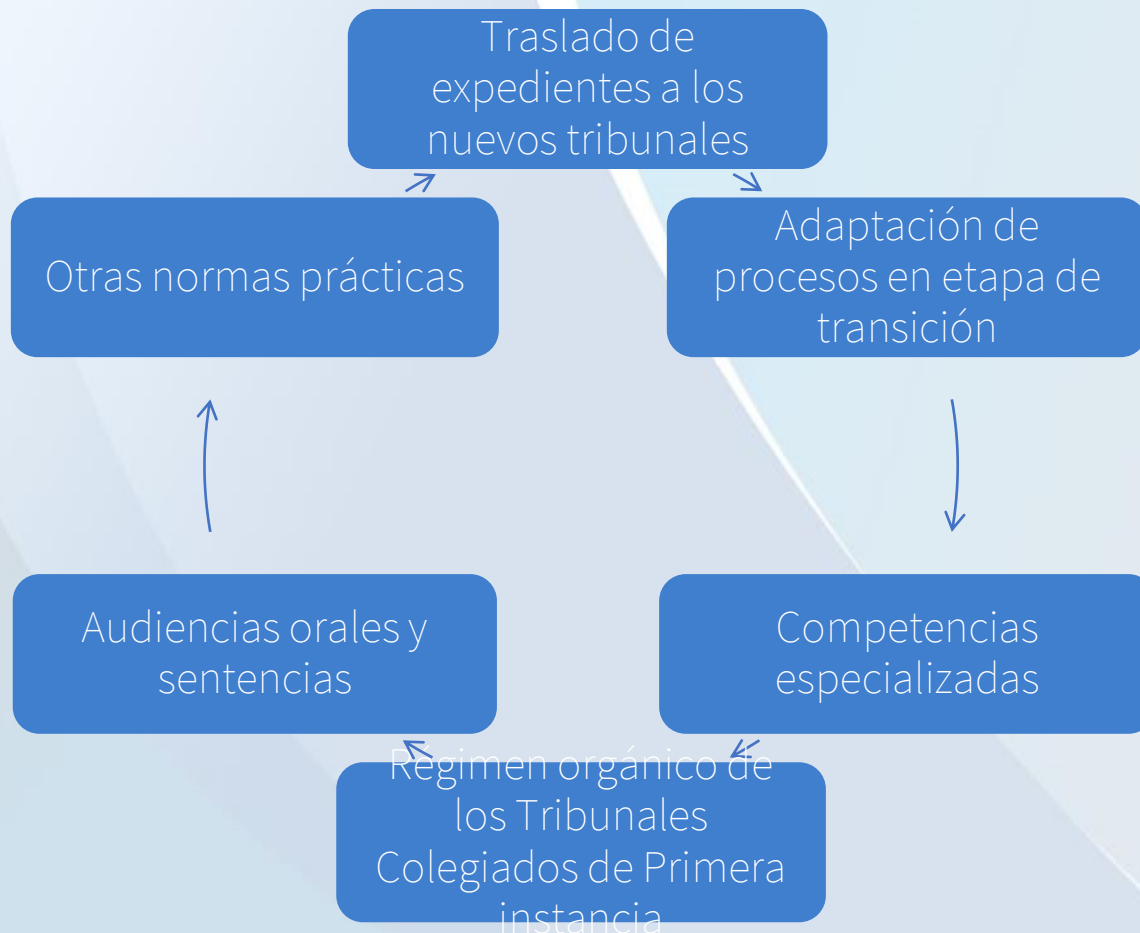 Traslado de
expedientes a los
nuevos tribunales
Adaptación de
procesos en etapa de
transición
Competencias
especializadas
Régimen orgánico de
los Tribunales
Colegiados de Primera
instancia
Audiencias orales y
sentencias
Otras normas prácticas